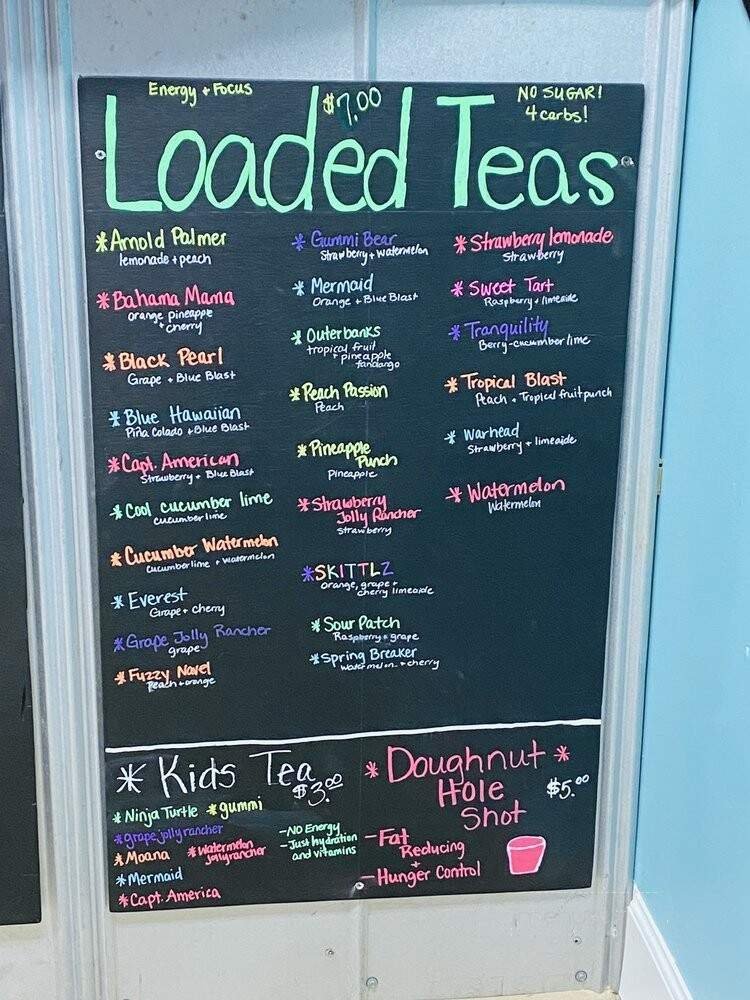 Energy + Focus
$7.00
NO SUGAR!
4 carbs!
Loaded Teas
*Arnold Palmer
lemonade + peach
*Bahama Mama
orange pineapple
+ cherry
*Black Pearl
Grape + Blue Blast
*Blue Hawaiian
Piña Colado + Blue Blast
*Capt. American
Strawberry + Blue Blast
*Cool cucumber lime
cucumber lime
*Cucumber Watermelon
Cucumber lime + watermelon
*Everest
Grape + cherry
*Grape Jolly Rancher
grape
*Fuzzy Navel
Peach + orange
*Gummi Bear
Strawberry + Watermelon
*Mermaid
Orange + Blue Blast
*Outerbanks
tropical fruit
+ pineapple
fandango
*Peach Passion
Peach
*Pineapple
Punch
Pineapple
*Strawberry
Jolly Rancher
Strawberry
*SKITTLZ
orange, grape +
cherry limeade
*Sour Patch
Raspberry + grape
*Spring Breaker
watermelon + cherry
*Strawberry lemonade
Strawberry
*Sweet Tart
Raspberry + limeade
*Tranquility
Berry-cucumber lime
*Tropical Blast
Peach + Tropical fruit punch
*Warhead
Strawberry + limeade
*Watermelon
Watermelon
* Kids Tea
$3.00
*Ninja Turtle *gummi
*grape jolly rancher
*Moana *Watermelon
jollyrancher
*Mermaid
*Capt. America
-NO Energy
-Just hydration
and vitamins
* Doughnut *
Hole
Shot
$5.00
-Fat
Reducing
+
-Hunger Control